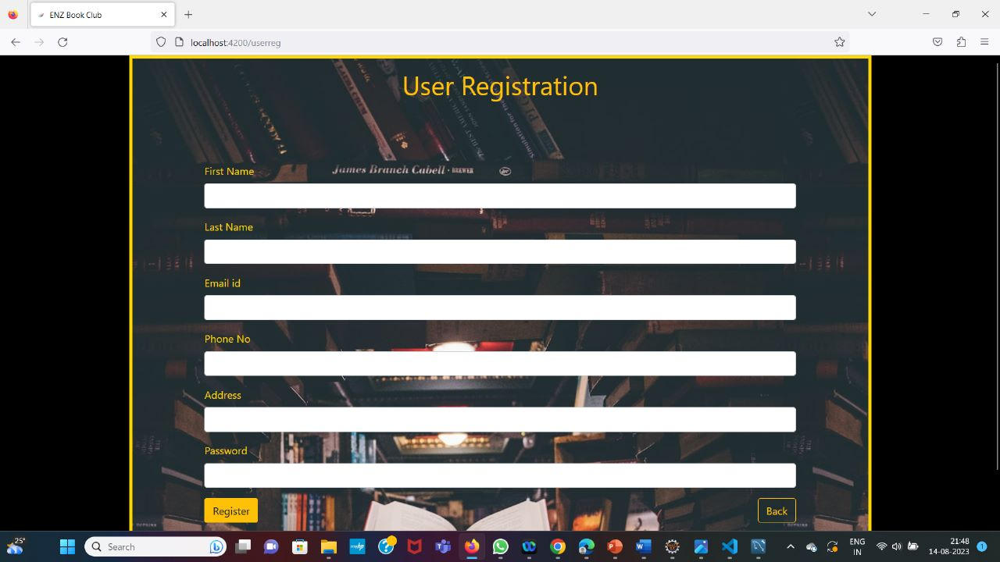 ENZ Book Club
localhost:4200/userreg
User Registration
James Branch Cabell · BREWER
First Name
Last Name
Email id
Phone No
Address
Password
Register
Back
25°
Search
ENG
IN
21:48
14-08-2023
1